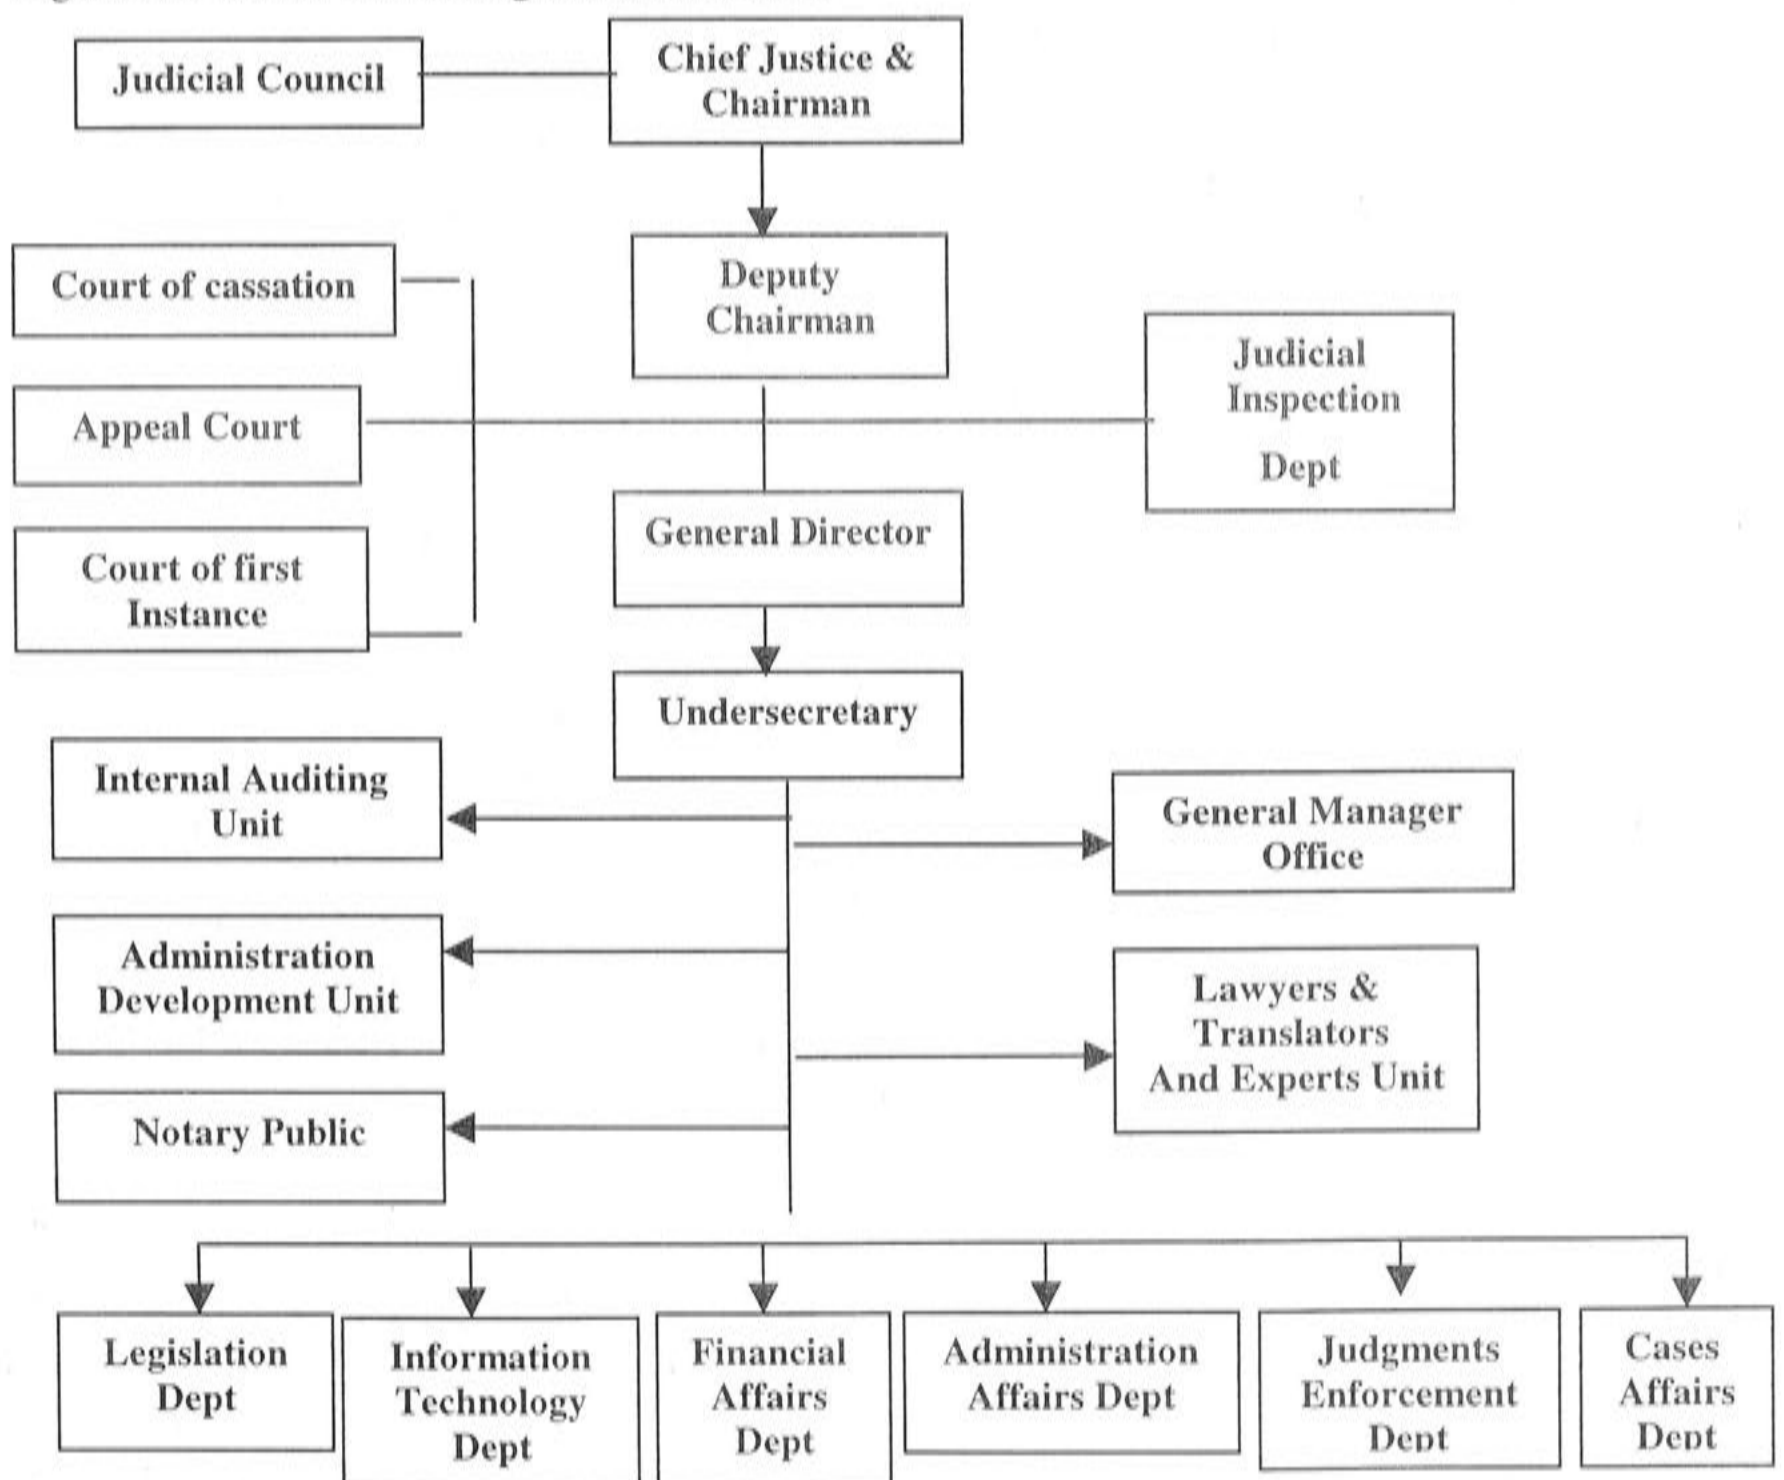 Judicial Council
Chief Justice &
Chairman
Deputy
Chairman
Court of cassation
Appeal Court
Court of first
Instance
Judicial
Inspection
Dept
General Director
Undersecretary
Internal Auditing
Unit
General Manager
Office
Administration
Development Unit
Lawyers &
Translators
And Experts Unit
Notary Public
Legislation
Dept
Information
Technology
Dept
Financial
Affairs
Dept
Administration
Affairs Dept
Judgments
Enforcement
Dept
Cases
Affairs
Dept